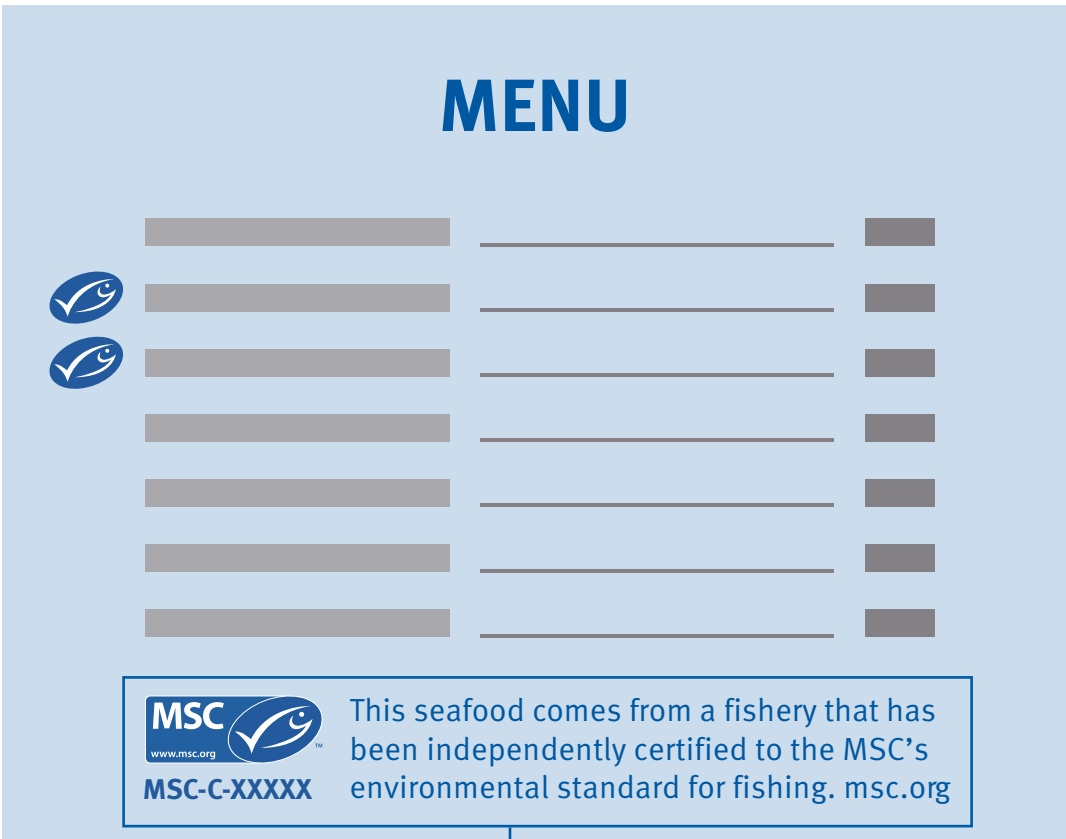 MENU
MSC
www.msc.org
TM
MSC-C-XXXXX
This seafood comes from a fishery that has
been independently certified to the MSC's
environmental standard for fishing. msc.org